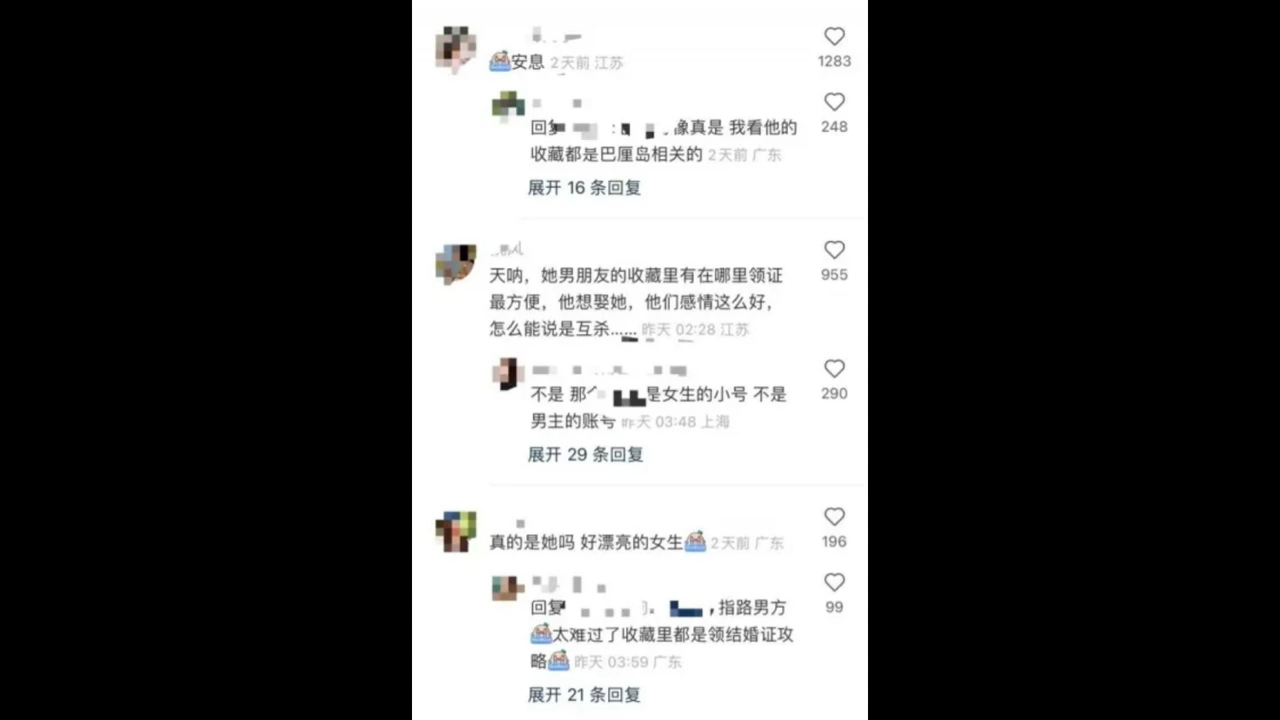 安息 2天前 江苏
1283
回复 像真是 我看他的
248
收藏都是巴厘岛相关的 2天前 广东
展开 16 条回复
天呐，她男朋友的收藏里有在哪里领证
955
最方便，他想娶她，他们感情这么好，
怎么能说是互杀…… 昨天 02:28 江苏
不是 那个 是女生的小号 不是
290
男主的账号 昨天 03:48 上海
展开 29 条回复
真的是她吗 好漂亮的女生 2天前 广东
196
回复 ，指路男方
99
太难过了收藏里都是领结婚证攻
略 昨天 03:59 广东
展开 21 条回复